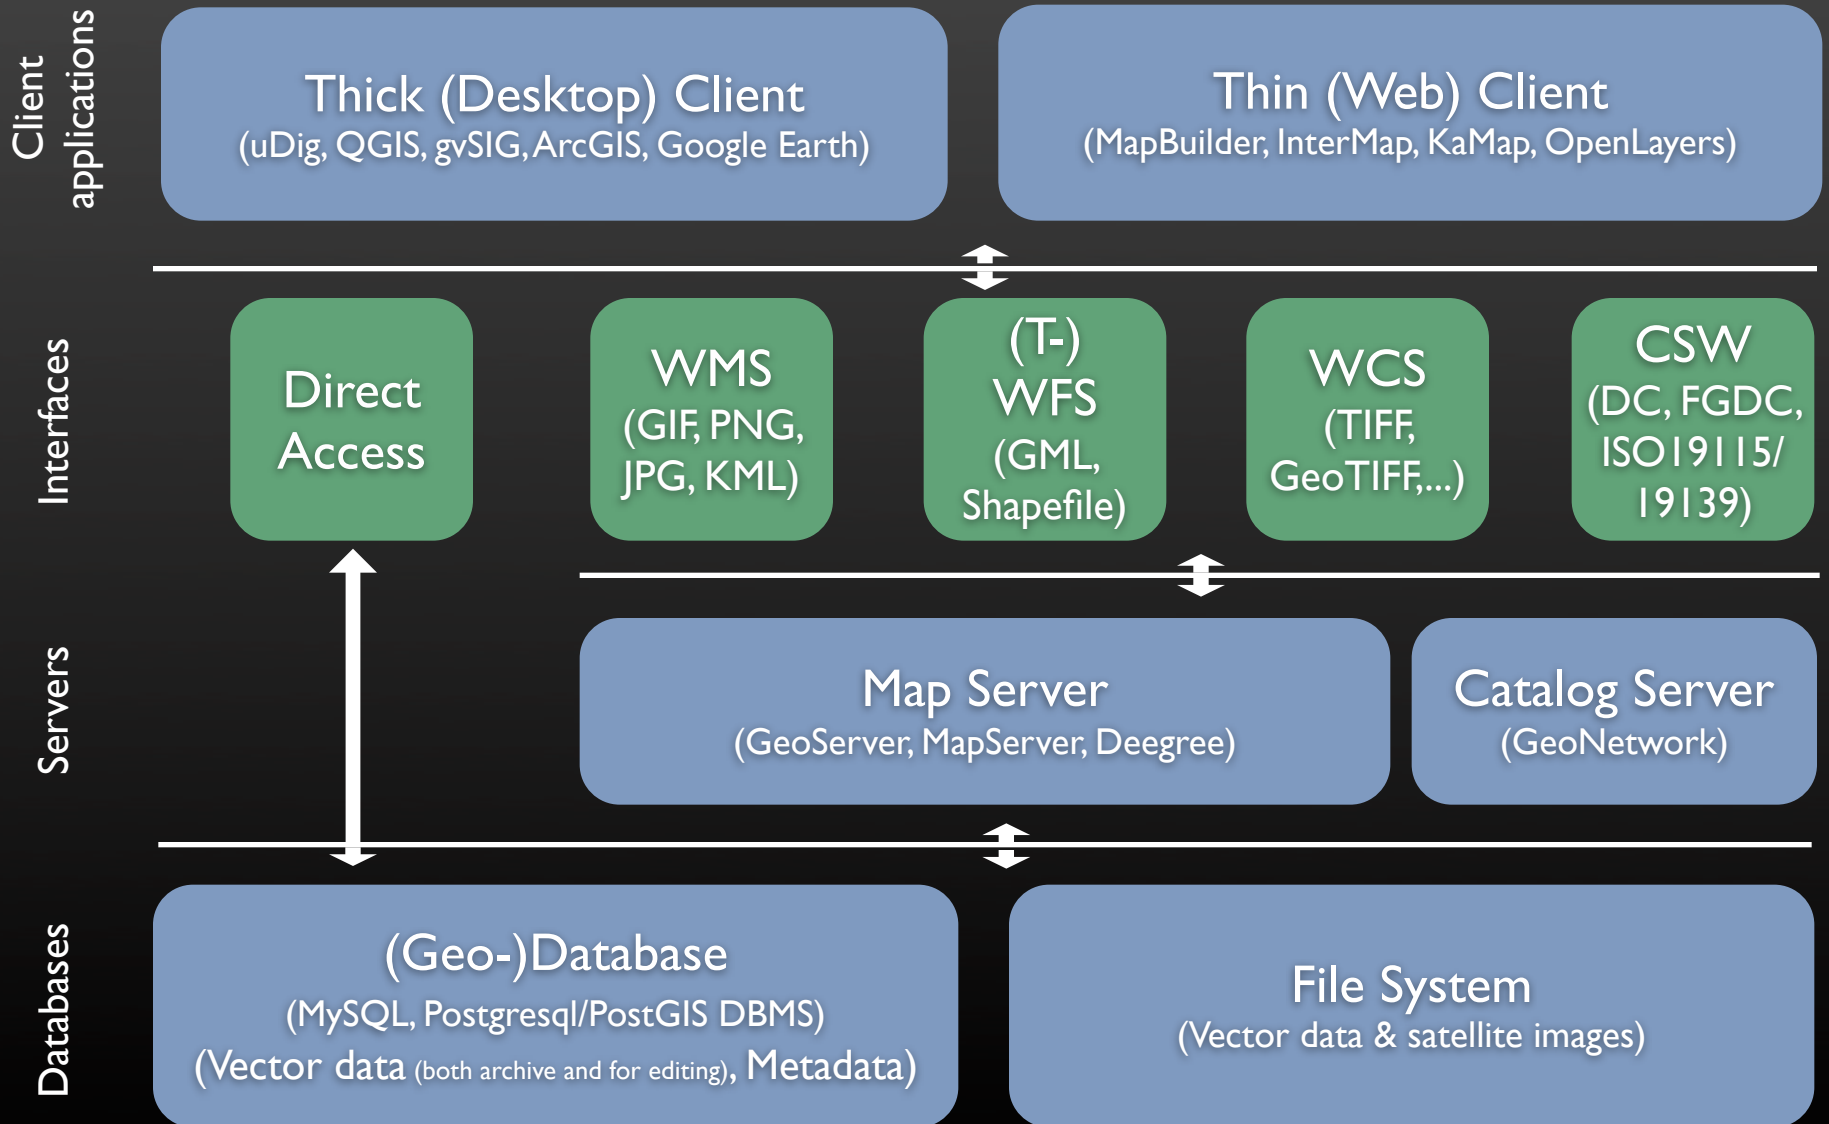 Client
applications
Thick (Desktop) Client
(uDig, QGIS, gvSIG, ArcGIS, Google Earth)
Thin (Web) Client
(MapBuilder, InterMap, KaMap, OpenLayers)
Interfaces
Direct
Access
WMS
(GIF, PNG,
JPG, KML)
(T-)
WFS
(GML,
Shapefile)
WCS
(TIFF,
GeoTIFF,...)
CSW
(DC, FGDC,
ISO19115/
19139)
Servers
Map Server
(GeoServer, MapServer, Deegree)
Catalog Server
(GeoNetwork)
Databases
(Geo-)Database
(MySQL, Postgresql/PostGIS DBMS)
(Vector data (both archive and for editing), Metadata)
File System
(Vector data & satellite images)